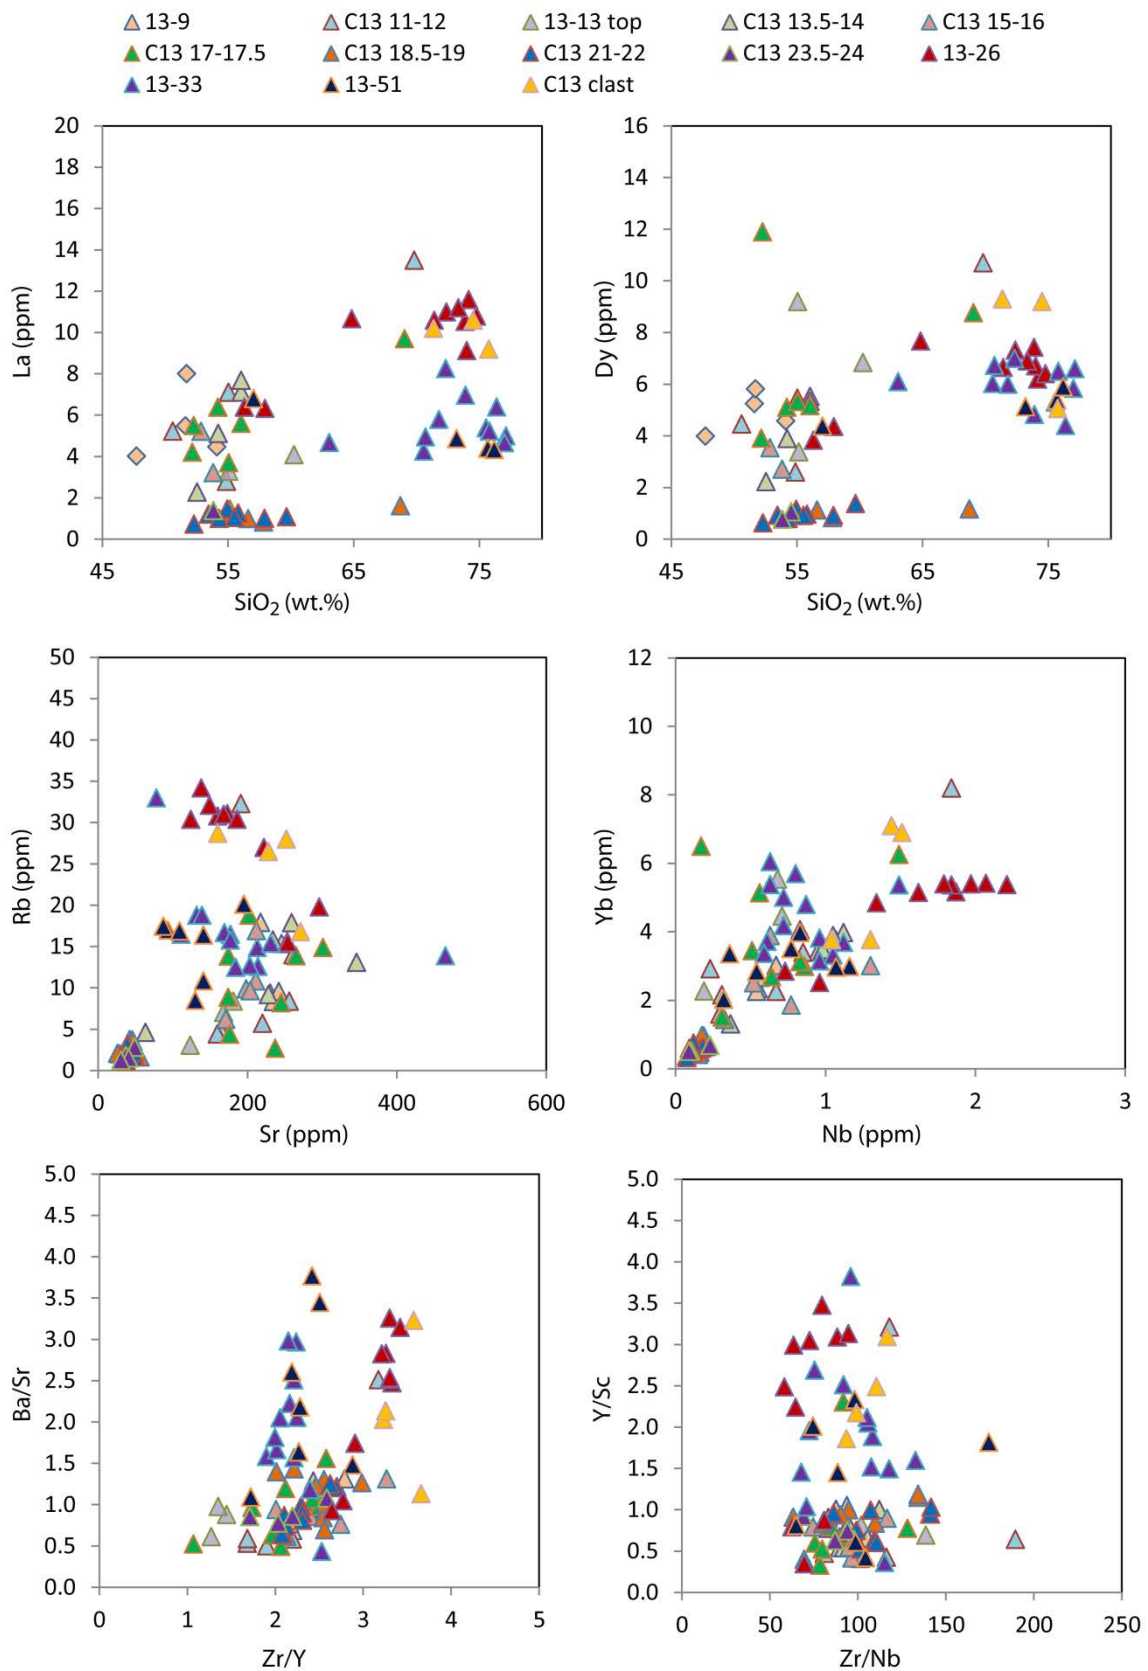 13-9 C11 11-12 13-13 top C13 13.5-14 C13 15-16
C13 17-17.5 C13 18.5-19 C13 21-22 C13 23.5-24 13-26
13-33 13-51 C13 clast
20
18
16
14
12
10
8
6
4
2
0
La (ppm)
45 55 65 75
SiO2 (wt.%)
16
14
12
10
8
6
4
2
0
Dy (ppm)
45 55 65 75
SiO2 (wt.%)
50
45
40
35
30
25
20
15
10
5
0
Rb (ppm)
0 200 400 600
Sr (ppm)
12
10
8
6
4
2
0
Yb (ppm)
0 1 2 3
Nb (ppm)
5.0
4.5
4.0
3.5
3.0
2.5
2.0
1.5
1.0
0.5
0.0
Ba/Sr
0 1 2 3 4 5
Zr/Y
5.0
4.5
4.0
3.5
3.0
2.5
2.0
1.5
1.0
0.5
0.0
Y/Sc
0 50 100 150 200 250
Zr/Nb